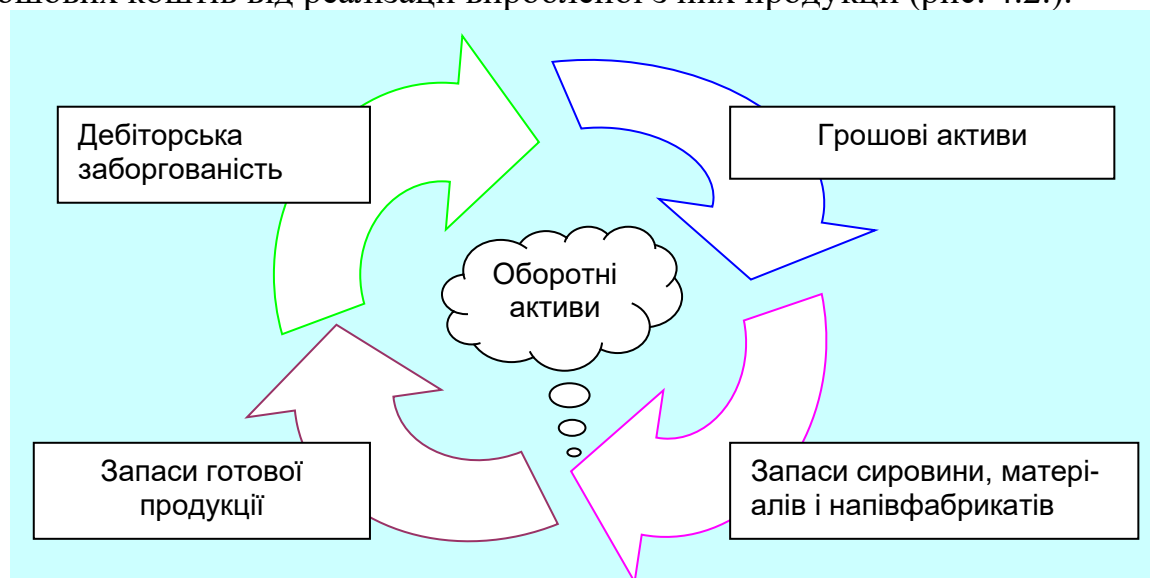 грошових коштів від реалізації виробленої з них продукції (рис. 4.2.).
Дебіторська
заборгованість
Грошові активи
Оборотні
активи
Запаси готової
продукції
Запаси сировини, матері-
алів і напівфабрикатів